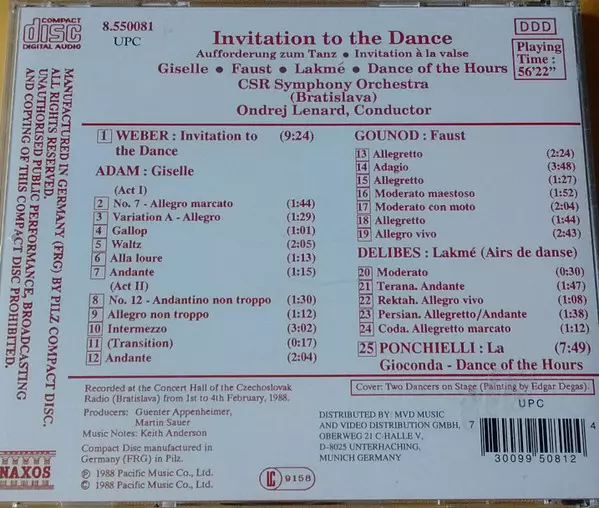 COMPACT
disc
DIGITAL AUDIO
8.550081
UPC
Invitation to the Dance
Aufforderung zum Tanz • Invitation à la valse
Giselle • Faust • Lakmé • Dance of the Hours
CSR Symphony Orchestra
(Bratislava)
Ondrej Lenard, Conductor
DDD
Playing
Time :
56'22"
MANUFACTURED IN GERMANY (FRG) BY PILZ COMPACT DISC.
ALL RIGHTS RESERVED.
UNAUTHORISED PUBLIC PERFORMANCE, BROADCASTING
AND COPYING OF THIS COMPACT DISC PROHIBITED.
NAXOS
1 WEBER : Invitation to (9:24)
the Dance
ADAM : Giselle
(Act I)
2 No. 7 - Allegro marcato (1:44)
3 Variation A - Allegro (1:29)
4 Gallop (1:01)
5 Waltz (2:05)
6 Alla loure (1:13)
7 Andante (1:15)
(Act II)
8 No. 12 - Andantino non troppo (1:30)
9 Allegro non troppo (1:12)
10 Intermezzo (3:02)
11 (Transition) (0:17)
12 Andante (2:04)
GOUNOD : Faust
13 Allegretto (2:24)
14 Adagio (3:48)
15 Allegretto (1:27)
16 Moderato maestoso (1:52)
17 Moderato con moto (2:04)
18 Allegretto (1:44)
19 Allegro vivo (2:43)
DELIBES : Lakmé (Airs de danse)
20 Moderato (0:30)
21 Terana. Andante (1:47)
22 Rektah. Allegro vivo (1:08)
23 Persian. Allegretto/Andante (1:38)
24 Coda. Allegretto marcato (1:12)
25 PONCHIELLI : La (7:49)
Gioconda - Dance of the Hours
Recorded at the Concert Hall of the Czechoslovak
Radio (Bratislava) from 1st to 4th February, 1988.
Producers: Guenter Appenheimer,
Martin Sauer
Music Notes: Keith Anderson
Compact Disc manufactured in
Germany (FRG) in Pilz.
Ⓟ 1988 Pacific Music Co., Ltd.
© 1988 Pacific Music Co., Ltd.
LC 9158
Cover: Two Dancers on Stage (Painting by Edgar Degas).
UPC
DISTRIBUTED BY: MVD MUSIC
AND VIDEO DISTRIBUTION GMBH,
OBERWEG 21 C-HALLE V,
D-8025 UNTERHACHING,
MUNICH GERMANY
7 30099 50812 4